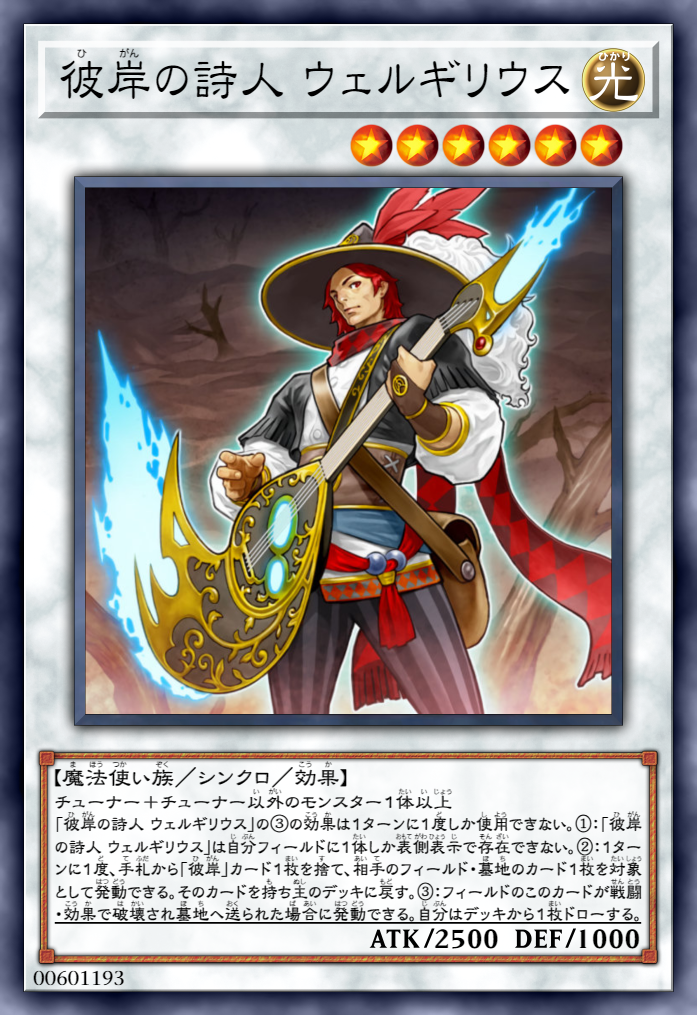 彼岸の詩人 ウェルギリウス
光
【魔法使い族／シンクロ／効果】
チューナー＋チューナー以外のモンスター１体以上
「彼岸の詩人 ウェルギリウス」の③の効果は１ターンに１度しか使用できない。①：「彼岸
の詩人 ウェルギリウス」は自分フィールドに１体しか表側表示で存在できない。②：１ター
ンに１度、手札から「彼岸」カード１枚を捨て、相手のフィールド・墓地のカード１枚を対象
として発動できる。そのカードを持ち主のデッキに戻す。③：フィールドのこのカードが戦闘
・効果で破壊され墓地へ送られた場合に発動できる。自分はデッキから１枚ドローする。
ATK/2500 DEF/1000
00601193